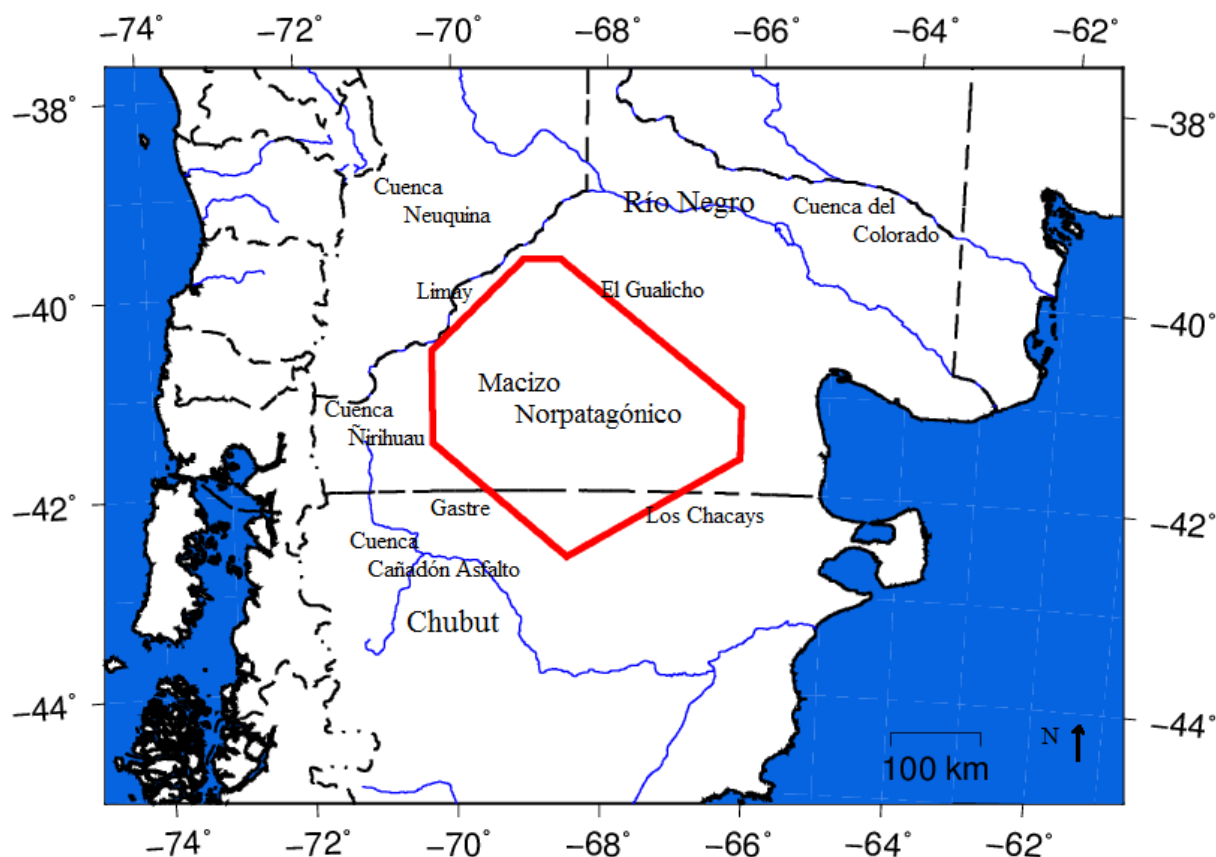 −74° −72° −70° −68° −66° −64° −62°
−38° −38°
Cuenca
Neuquina
Río Negro
Cuenca del
Colorado
Limay
El Gualicho
−40° −40°
Macizo
Norpatagónico
Cuenca
Ñirihuau
Gastre
Los Chacays
−42° −42°
Cuenca
Cañadón Asfalto
Chubut
−44° −44°
N
100 km
−74° −72° −70° −68° −66° −64° −62°